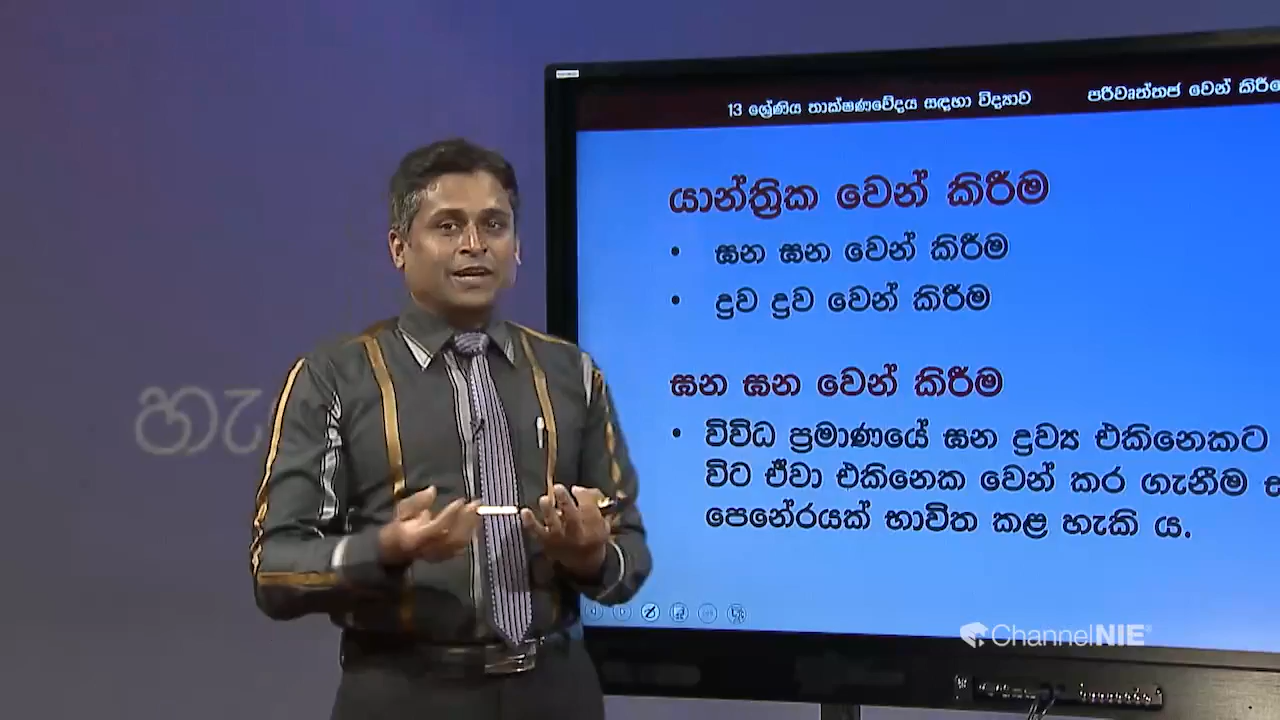 13 ශ්‍රේණිය තාක්ෂණවේදය සඳහා විද්‍යාව
පරිවෘත්තජ වෙන් කිරීම
යාන්ත්‍රික වෙන් කිරීම
• ඝන ඝන වෙන් කිරීම
• ද්‍රව ද්‍රව වෙන් කිරීම
ඝන ඝන වෙන් කිරීම
• විවිධ ප්‍රමාණයේ ඝන ද්‍රව්‍ය එකිනෙකට
විට ඒවා එකිනෙක වෙන් කර ගැනීම
පෙනේරයක් භාවිත කළ හැකි ය.
හැ
ChannelNIE